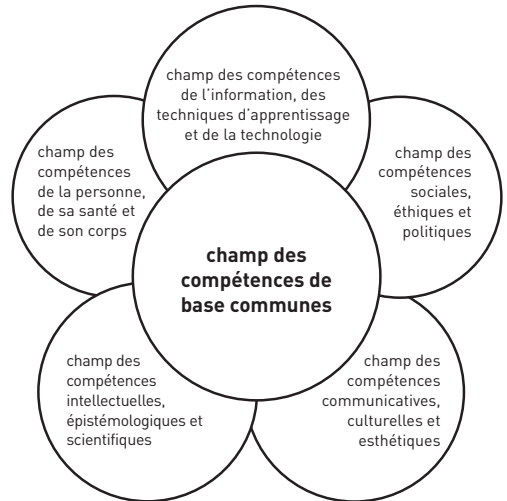 champ des compétences
de l'information, des
techniques d'apprentissage
et de la technologie
champ des
compétences
de la personne,
de sa santé et
de son corps
champ des
compétences
sociales,
éthiques et
politiques
champ des
compétences de
base communes
champ des
compétences
intellectuelles,
épistémologiques et
scientifiques
champ des
compétences
communicatives,
culturelles et
esthétiques